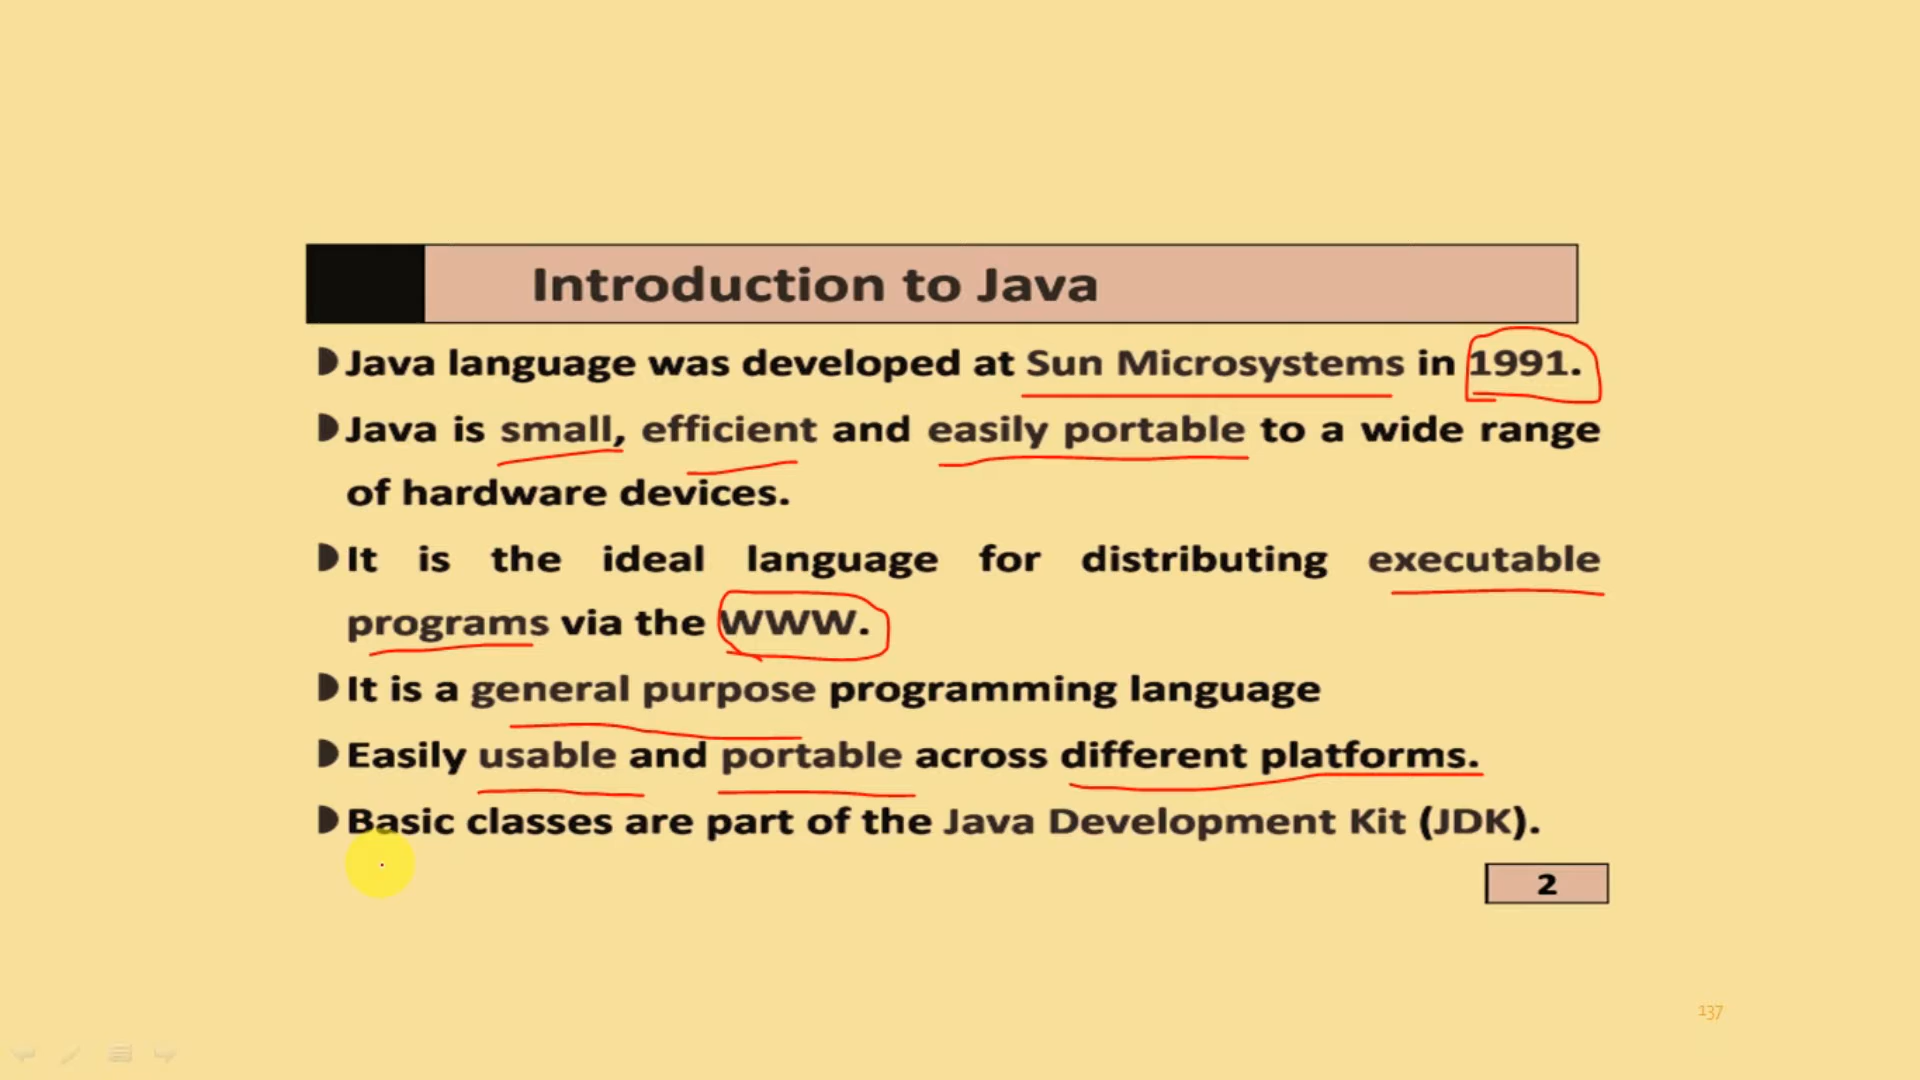 Introduction to Java
Java language was developed at Sun Microsystems in 1991.
Java is small, efficient and easily portable to a wide range
of hardware devices.
It is the ideal language for distributing executable
programs via the WWW.
It is a general purpose programming language
Easily usable and portable across different platforms.
Basic classes are part of the Java Development Kit (JDK).
2
137